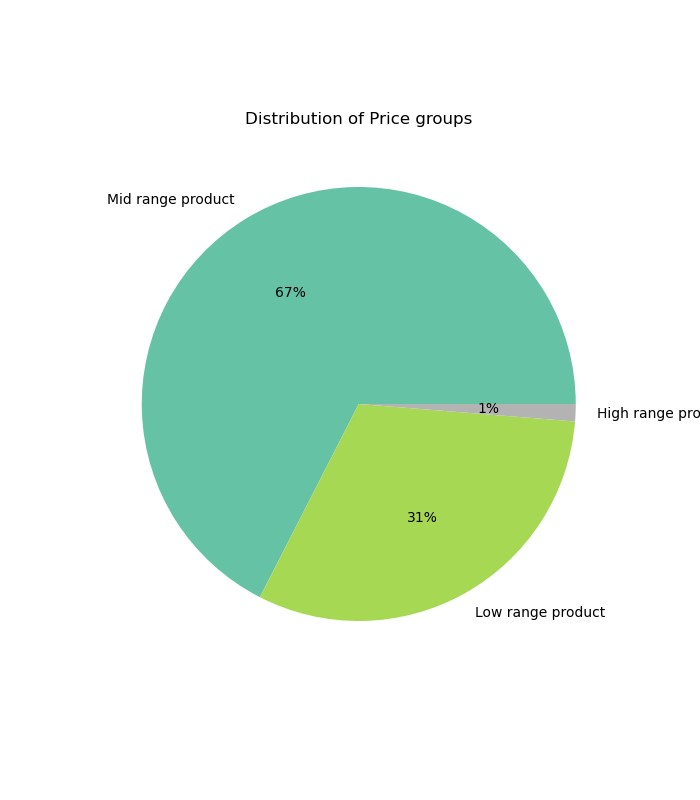 Distribution of Price groups
Mid range product
67%
1%
High range pro
31%
Low range product